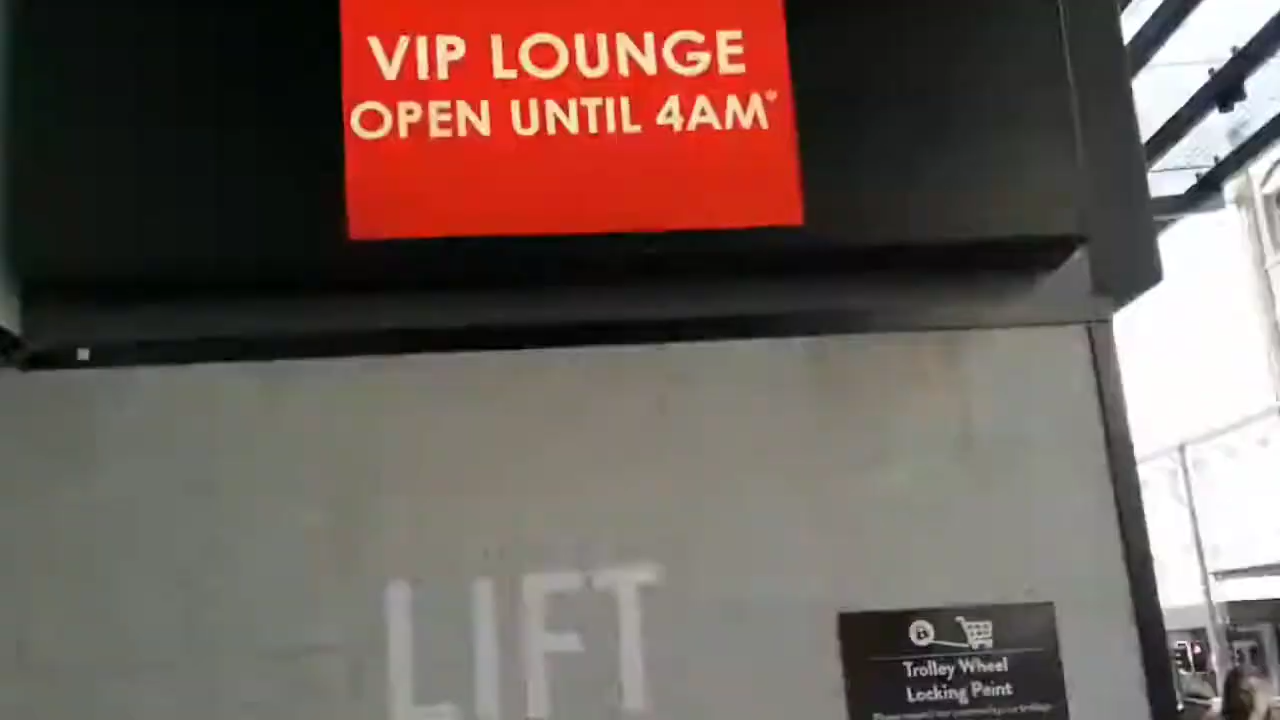 VIP LOUNGE
OPEN UNTIL 4AM*
LIFT
Trolley Wheel
Locking Point